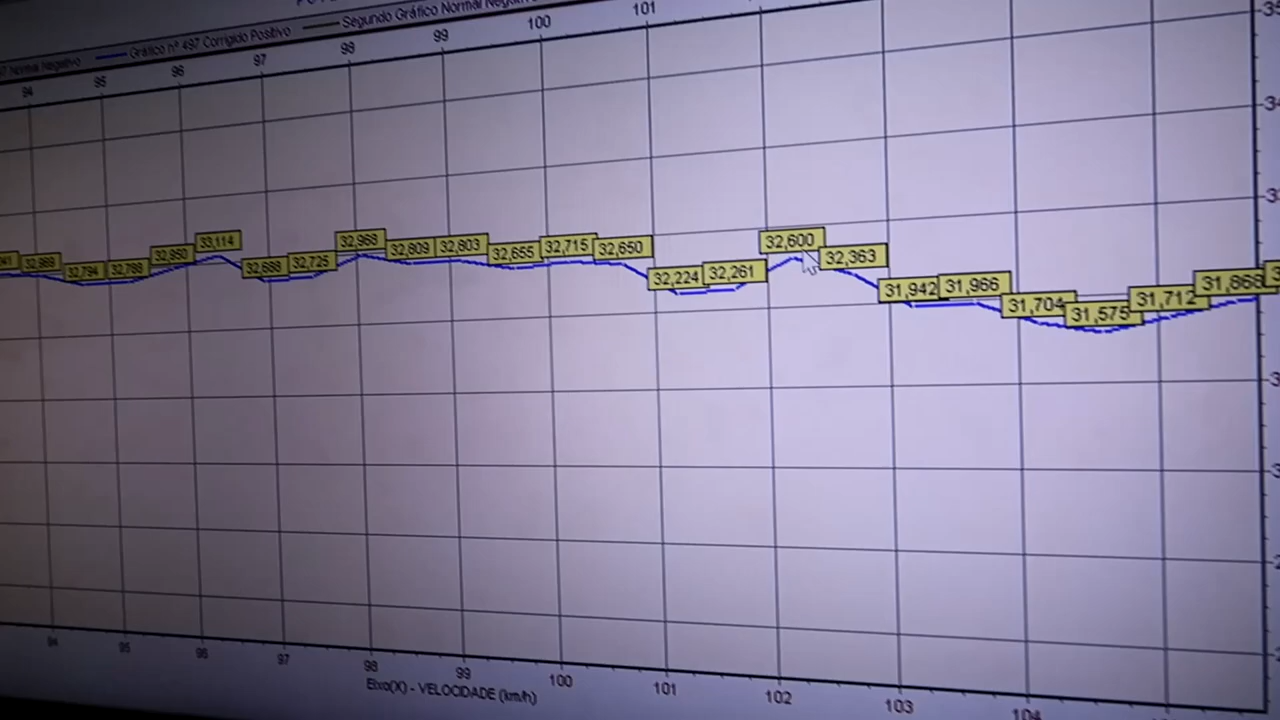 Normal Negativo Gráfico nº 497 Corrigido Positivo Segundo Gráfico Normal
94 95 96 97 98 99 100 101
32,869 32,794 32,788 32,950 33,114 32,688 32,725 32,968 32,809 32,803 32,655 32,715 32,650 32,224 32,261 32,600 32,363 31,942 31,966 31,704 31,575 31,712 31,868
94 95 96 97 98 99 100 101 102 103 104
Eixo(X) - VELOCIDADE (km/h)